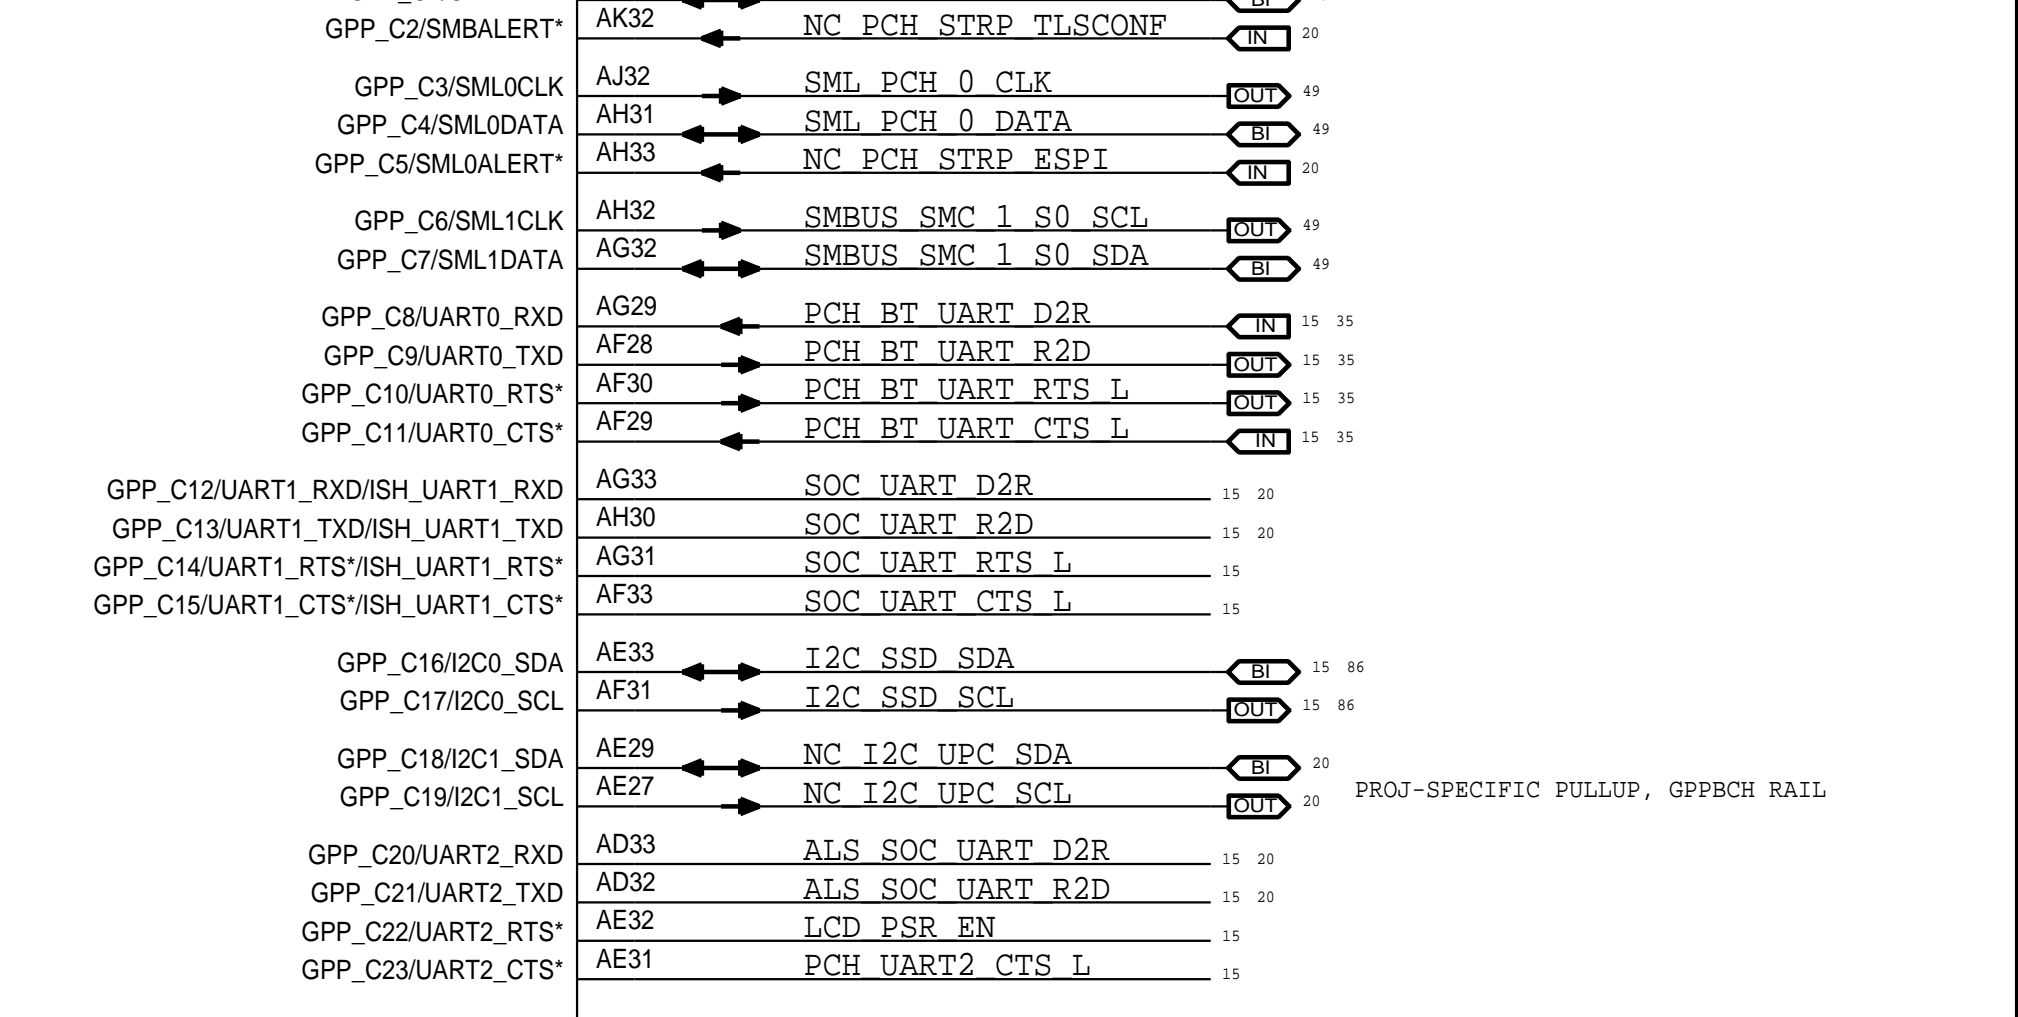 GPP_C2/SMBALERT* AK32 NC_PCH_STRP_TLSCONF IN 20
GPP_C3/SML0CLK AJ32 SML_PCH_0_CLK OUT 49
GPP_C4/SML0DATA AH31 SML_PCH_0_DATA BI 49
GPP_C5/SML0ALERT* AH33 NC_PCH_STRP_ESPI IN 20
GPP_C6/SML1CLK AH32 SMBUS_SMC_1_S0_SCL OUT 49
GPP_C7/SML1DATA AG32 SMBUS_SMC_1_S0_SDA BI 49
GPP_C8/UART0_RXD AG29 PCH_BT_UART_D2R IN 15 35
GPP_C9/UART0_TXD AF28 PCH_BT_UART_R2D OUT 15 35
GPP_C10/UART0_RTS* AF30 PCH_BT_UART_RTS_L OUT 15 35
GPP_C11/UART0_CTS* AF29 PCH_BT_UART_CTS_L IN 15 35
GPP_C12/UART1_RXD/ISH_UART1_RXD AG33 SOC_UART_D2R 15 20
GPP_C13/UART1_TXD/ISH_UART1_TXD AH30 SOC_UART_R2D 15 20
GPP_C14/UART1_RTS*/ISH_UART1_RTS* AG31 SOC_UART_RTS_L 15
GPP_C15/UART1_CTS*/ISH_UART1_CTS* AF33 SOC_UART_CTS_L 15
GPP_C16/I2C0_SDA AE33 I2C_SSD_SDA BI 15 86
GPP_C17/I2C0_SCL AF31 I2C_SSD_SCL OUT 15 86
GPP_C18/I2C1_SDA AE29 NC_I2C_UPC_SDA BI 20
GPP_C19/I2C1_SCL AE27 NC_I2C_UPC_SCL OUT 20 PROJ-SPECIFIC PULLUP, GPPBCH RAIL
GPP_C20/UART2_RXD AD33 ALS_SOC_UART_D2R 15 20
GPP_C21/UART2_TXD AD32 ALS_SOC_UART_R2D 15 20
GPP_C22/UART2_RTS* AE32 LCD_PSR_EN 15
GPP_C23/UART2_CTS* AE31 PCH_UART2_CTS_L 15